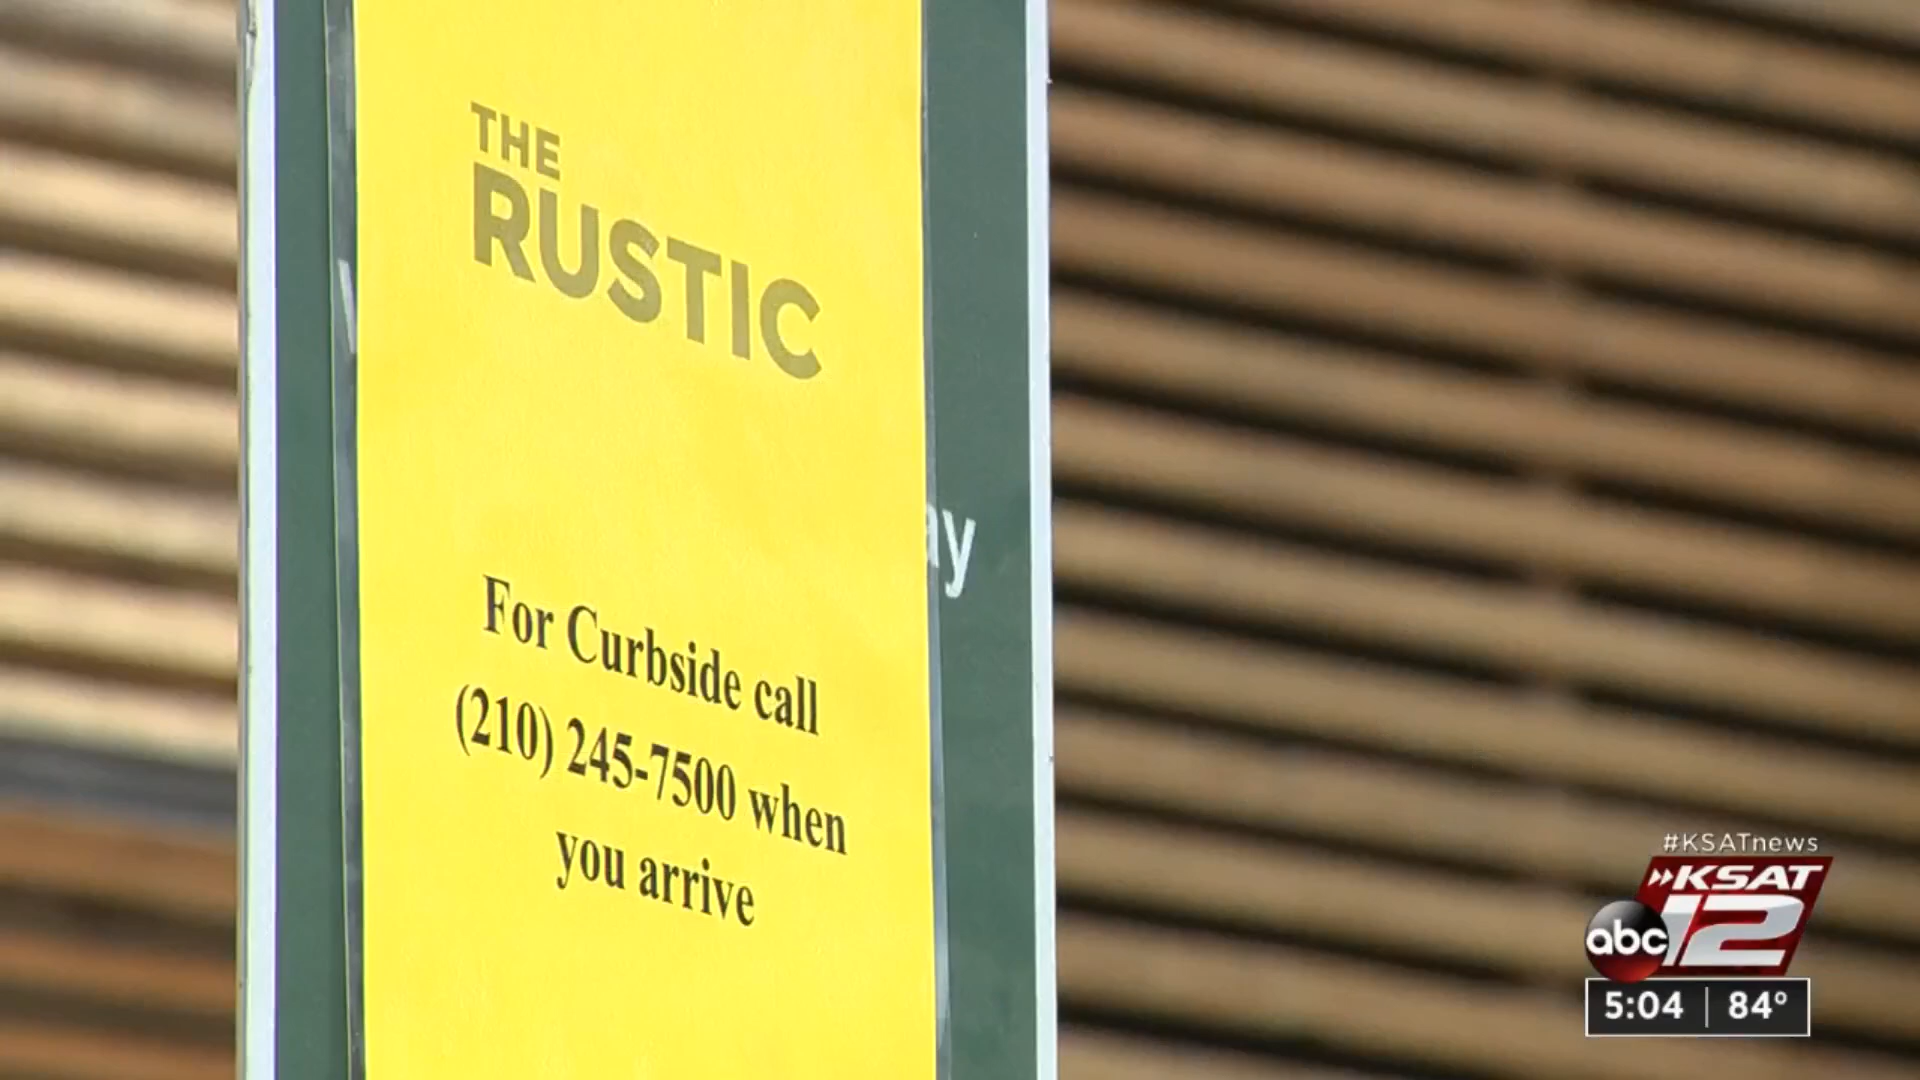 THE
RUSTIC
For Curbside call
(210) 245-7500 when
you arrive
#KSATnews
KSAT
12
abc
5:04 | 84°